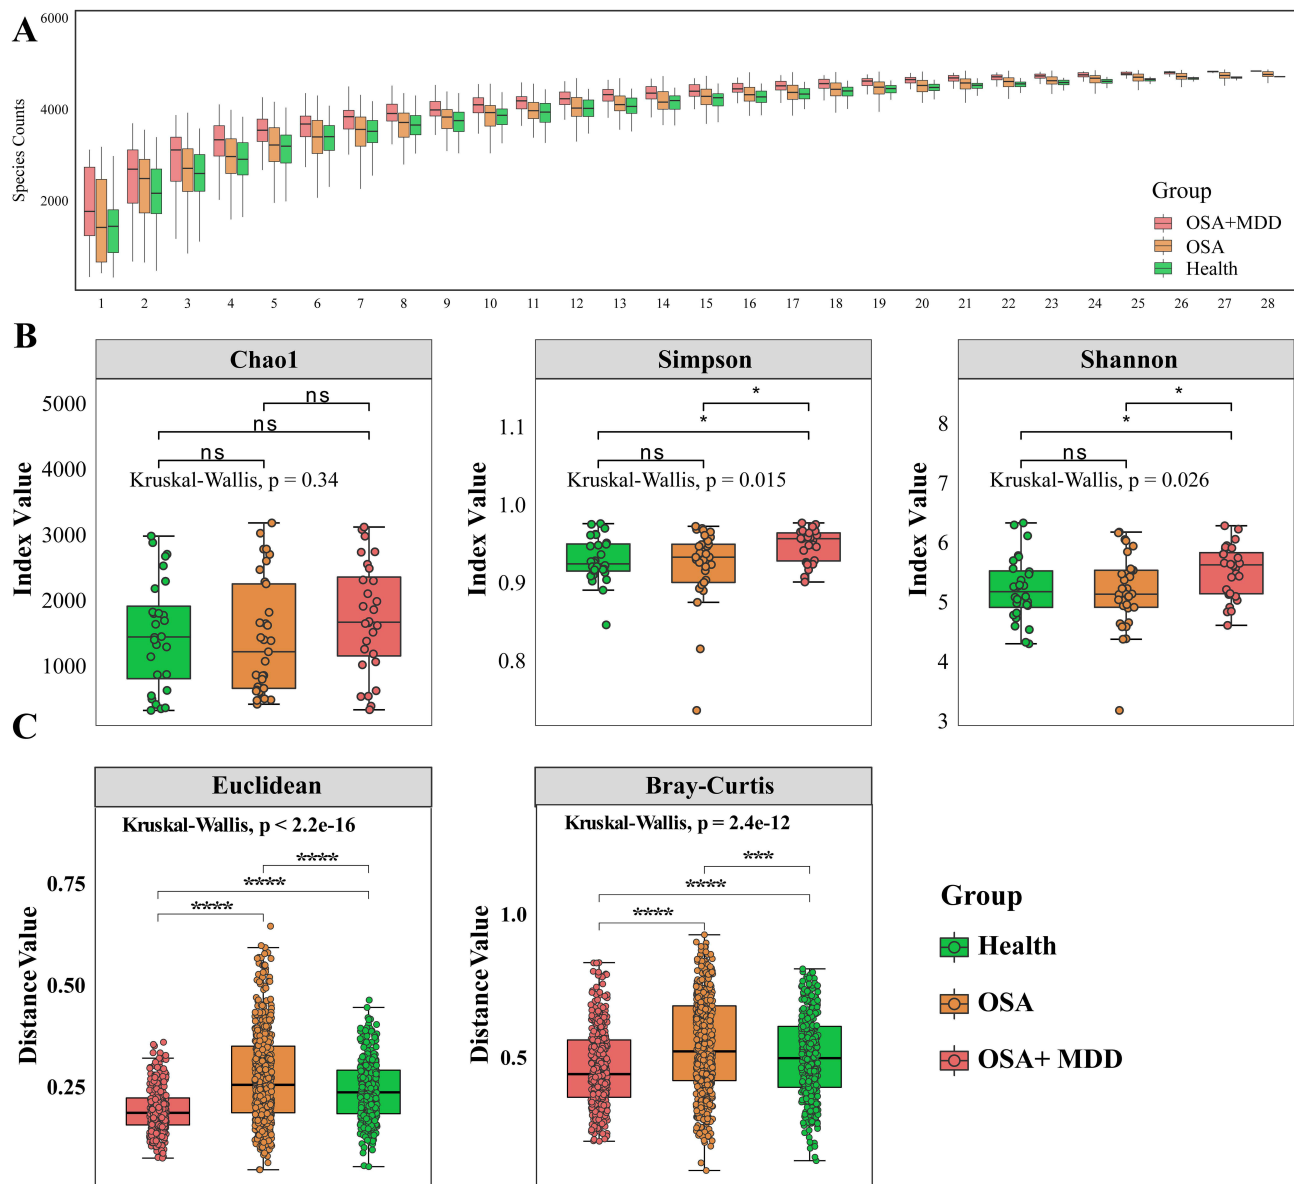 A
6000
4000
2000
Species Counts
Group
OSA+MDD
OSA
Health
1 2 3 4 5 6 7 8 9 10 11 12 13 14 15 16 17 18 19 20 21 22 23 24 25 26 27 28
B
Chao1
Simpson
Shannon
Index Value
5000
4000
3000
2000
1000
ns
ns
ns
Kruskal-Wallis, p = 0.34
Index Value
1.1
1.0
0.9
0.8
*
*
ns
Kruskal-Wallis, p = 0.015
Index Value
8
7
6
5
4
3
*
*
ns
Kruskal-Wallis, p = 0.026
C
Euclidean
Bray-Curtis
Kruskal-Wallis, p < 2.2e-16
****
****
****
Distance Value
0.75
0.50
0.25
Kruskal-Wallis, p = 2.4e-12
***
****
****
Distance Value
1.0
0.5
Group
Health
OSA
OSA+ MDD